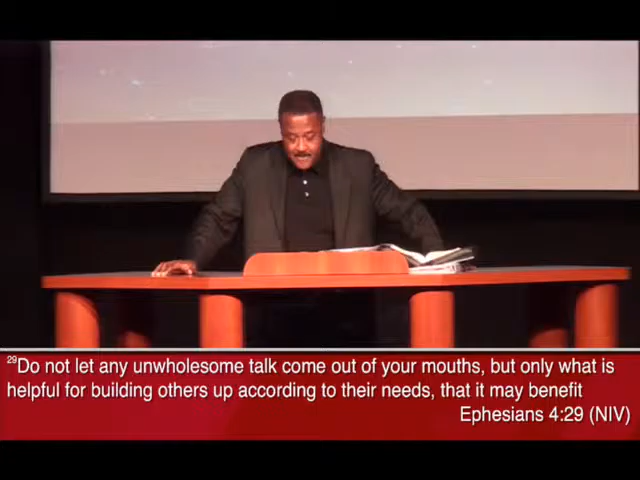 29Do not let any unwholesome talk come out of your mouths, but only what is
helpful for building others up according to their needs, that it may benefit
Ephesians 4:29 (NIV)